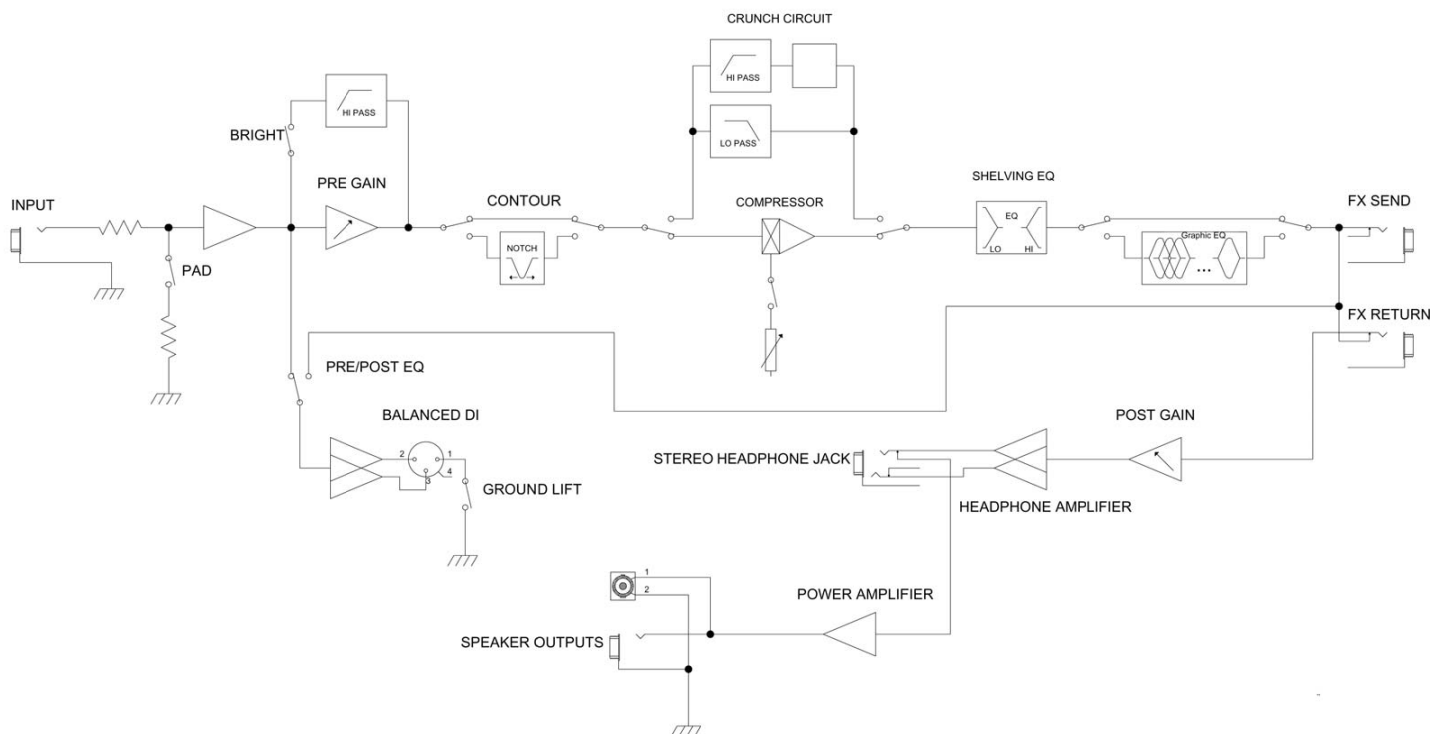 CRUNCH CIRCUIT
HI PASS
HI PASS
BRIGHT
LO PASS
PRE GAIN
SHELVING EQ
INPUT
CONTOUR
COMPRESSOR
FX SEND
EQ
LO
HI
NOTCH
Graphic EQ
...
PAD
FX RETURN
PRE/POST EQ
BALANCED DI
POST GAIN
2
1
4
3
STEREO HEADPHONE JACK
GROUND LIFT
HEADPHONE AMPLIFIER
1
2
POWER AMPLIFIER
SPEAKER OUTPUTS